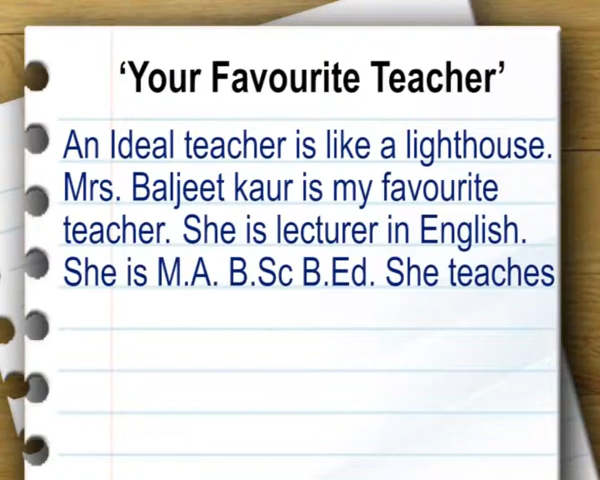 ‘Your Favourite Teacher’
An Ideal teacher is like a lighthouse.
Mrs. Baljeet kaur is my favourite
teacher. She is lecturer in English.
She is M.A. B.Sc B.Ed. She teaches